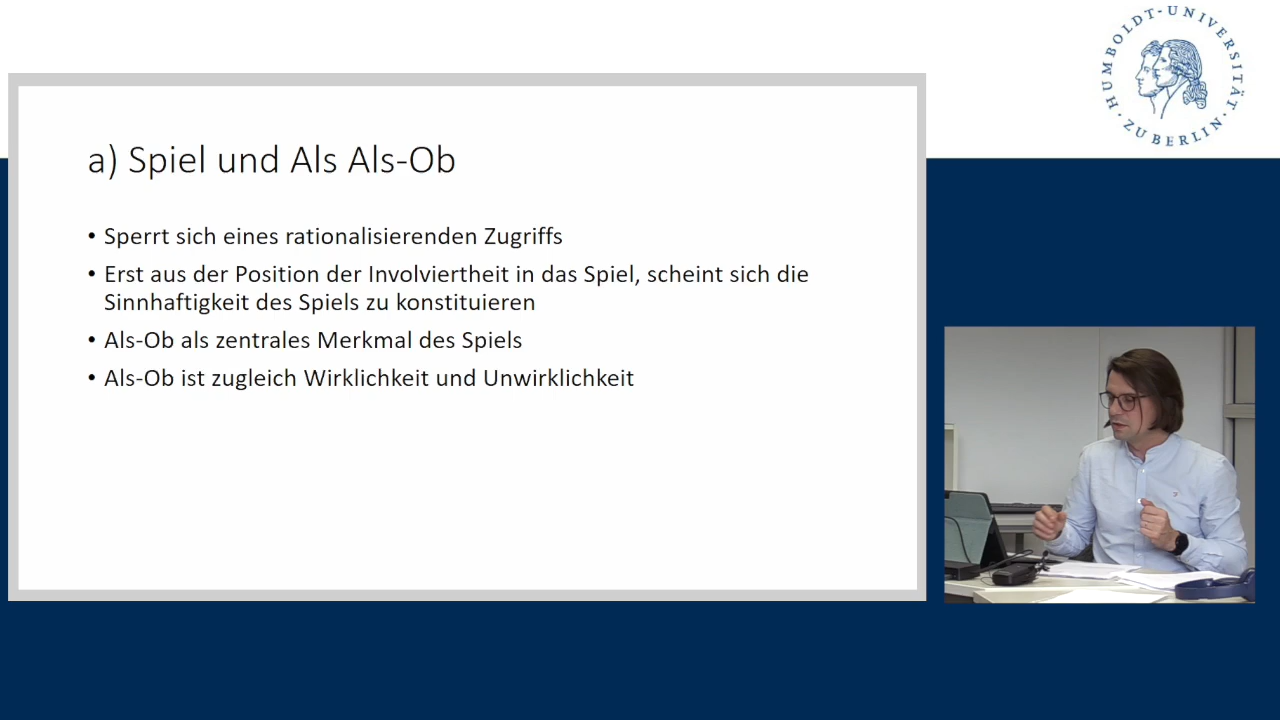 HUMBOLDT-UNIVERSITÄT
ZU BERLIN
a) Spiel und Als Als-Ob
• Sperrt sich eines rationalisierenden Zugriffs
• Erst aus der Position der Involviertheit in das Spiel, scheint sich die
Sinnhaftigkeit des Spiels zu konstituieren
• Als-Ob als zentrales Merkmal des Spiels
• Als-Ob ist zugleich Wirklichkeit und Unwirklichkeit